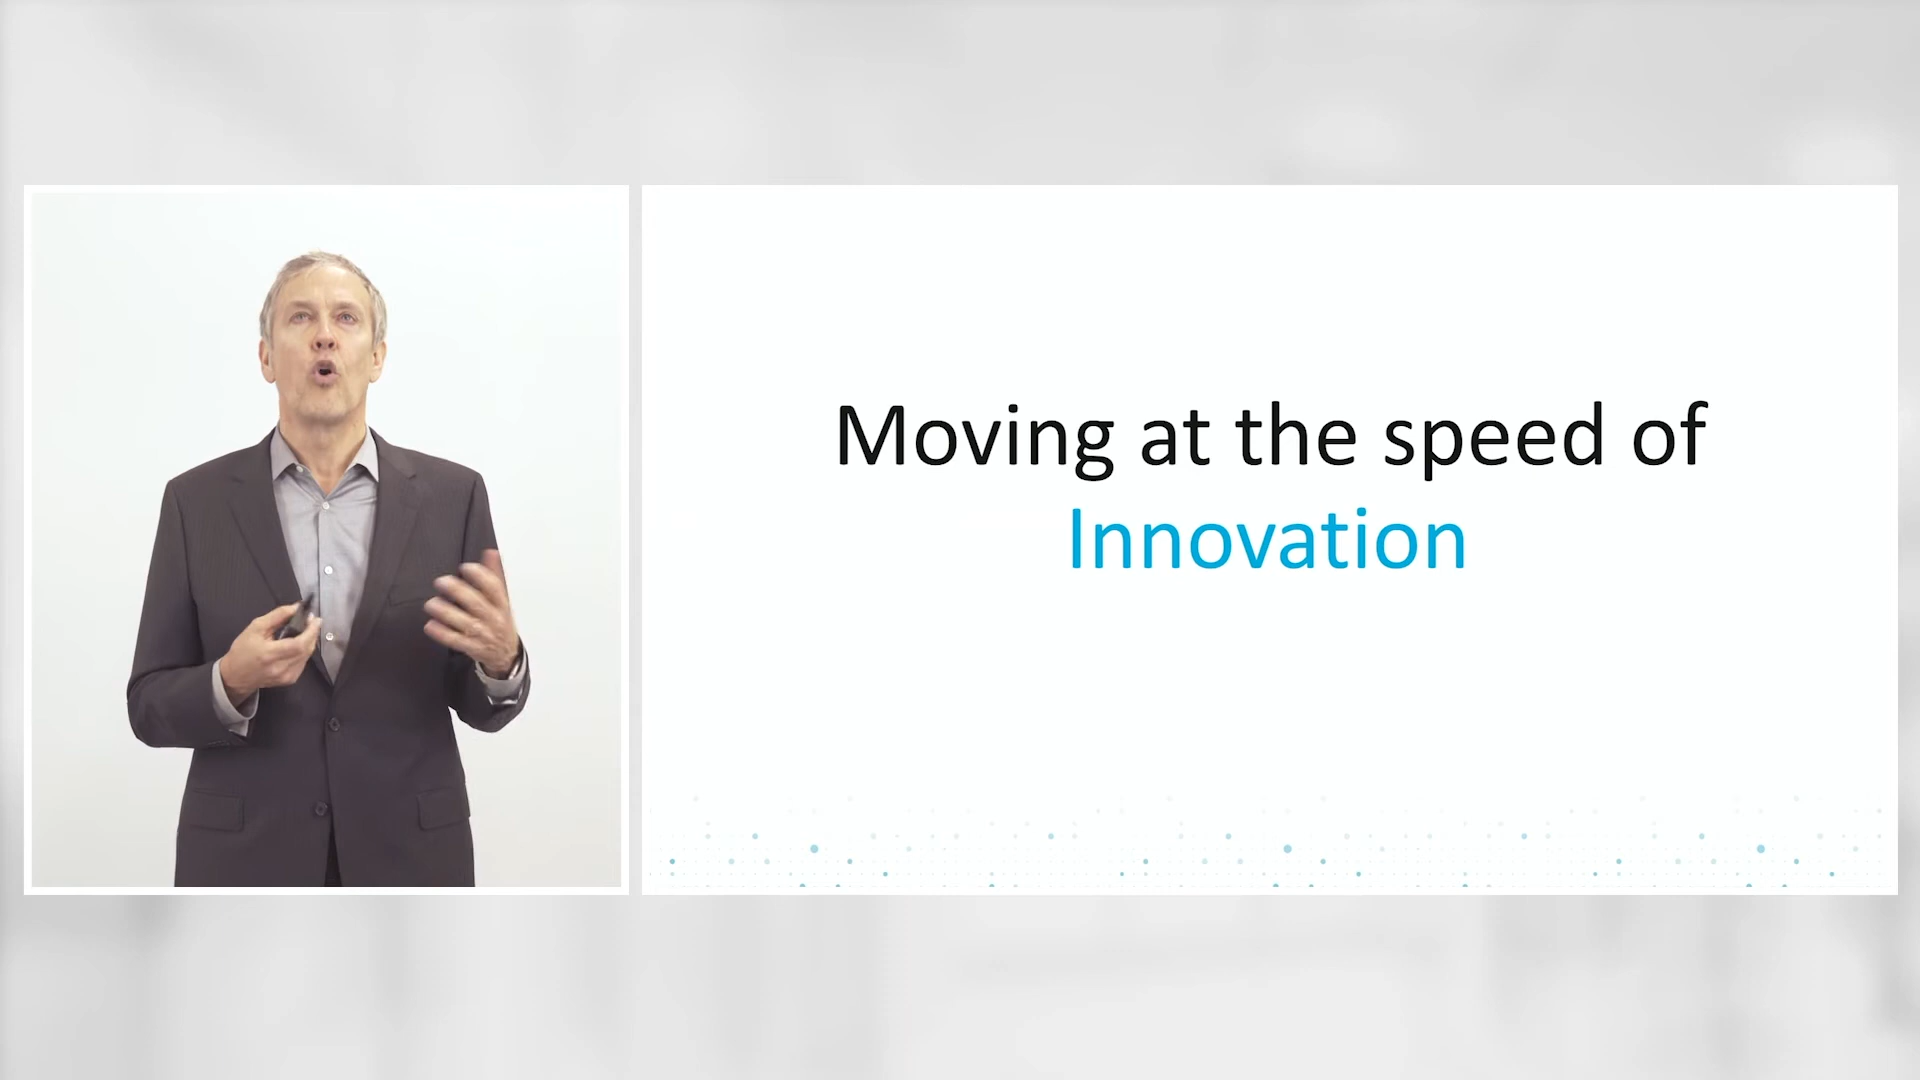 Moving at the speed of
Innovation